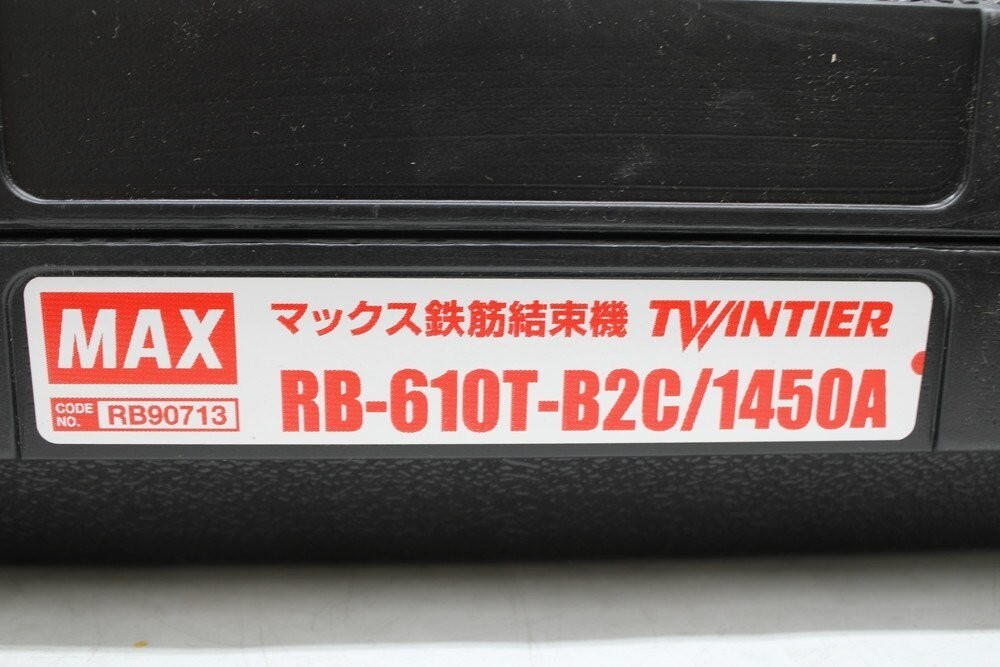 MAX
マックス鉄筋結束機 TWINTIER
CODE NO. RB90713
RB-610T-B2C/1450A